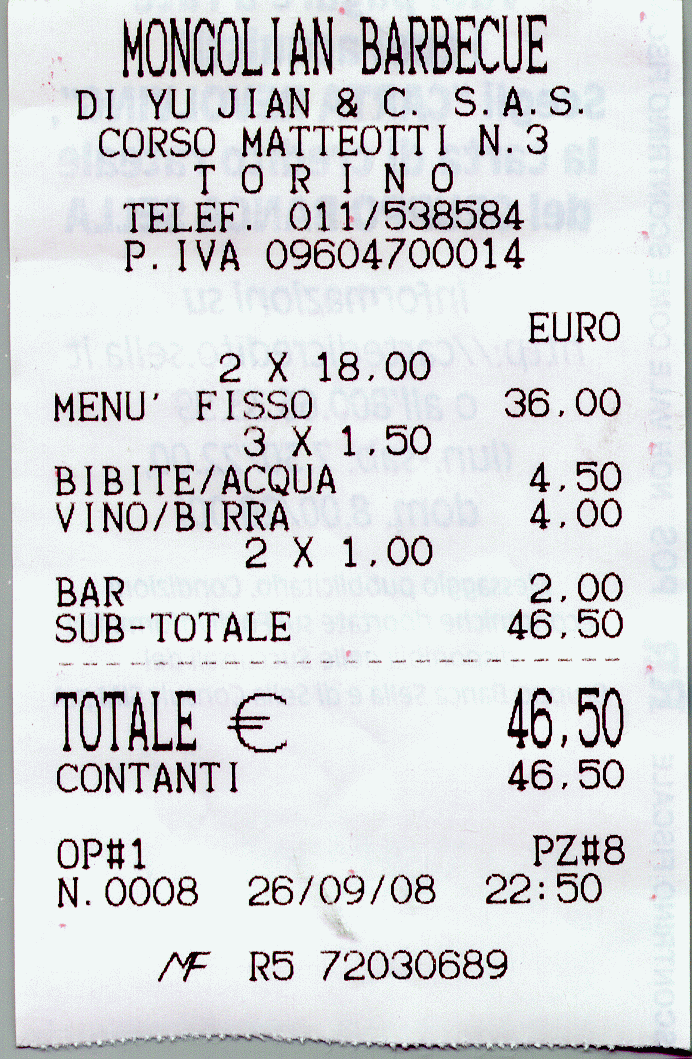 MONGOLIAN BARBECUE
DI YU JIAN & C. S.A.S.
CORSO MATTEOTTI N.3
TORINO
TELEF. 011/538584
P.IVA 09604700014
EURO
2 X 18,00
MENU' FISSO 36,00
3 X 1,50
BIBITE/ACQUA 4,50
VINO/BIRRA 4,00
2 X 1,00
BAR 2,00
SUB-TOTALE 46,50
TOTALE € 46,50
CONTANTI 46,50
OP#1 PZ#8
N.0008 26/09/08 22:50
MF R5 72030689